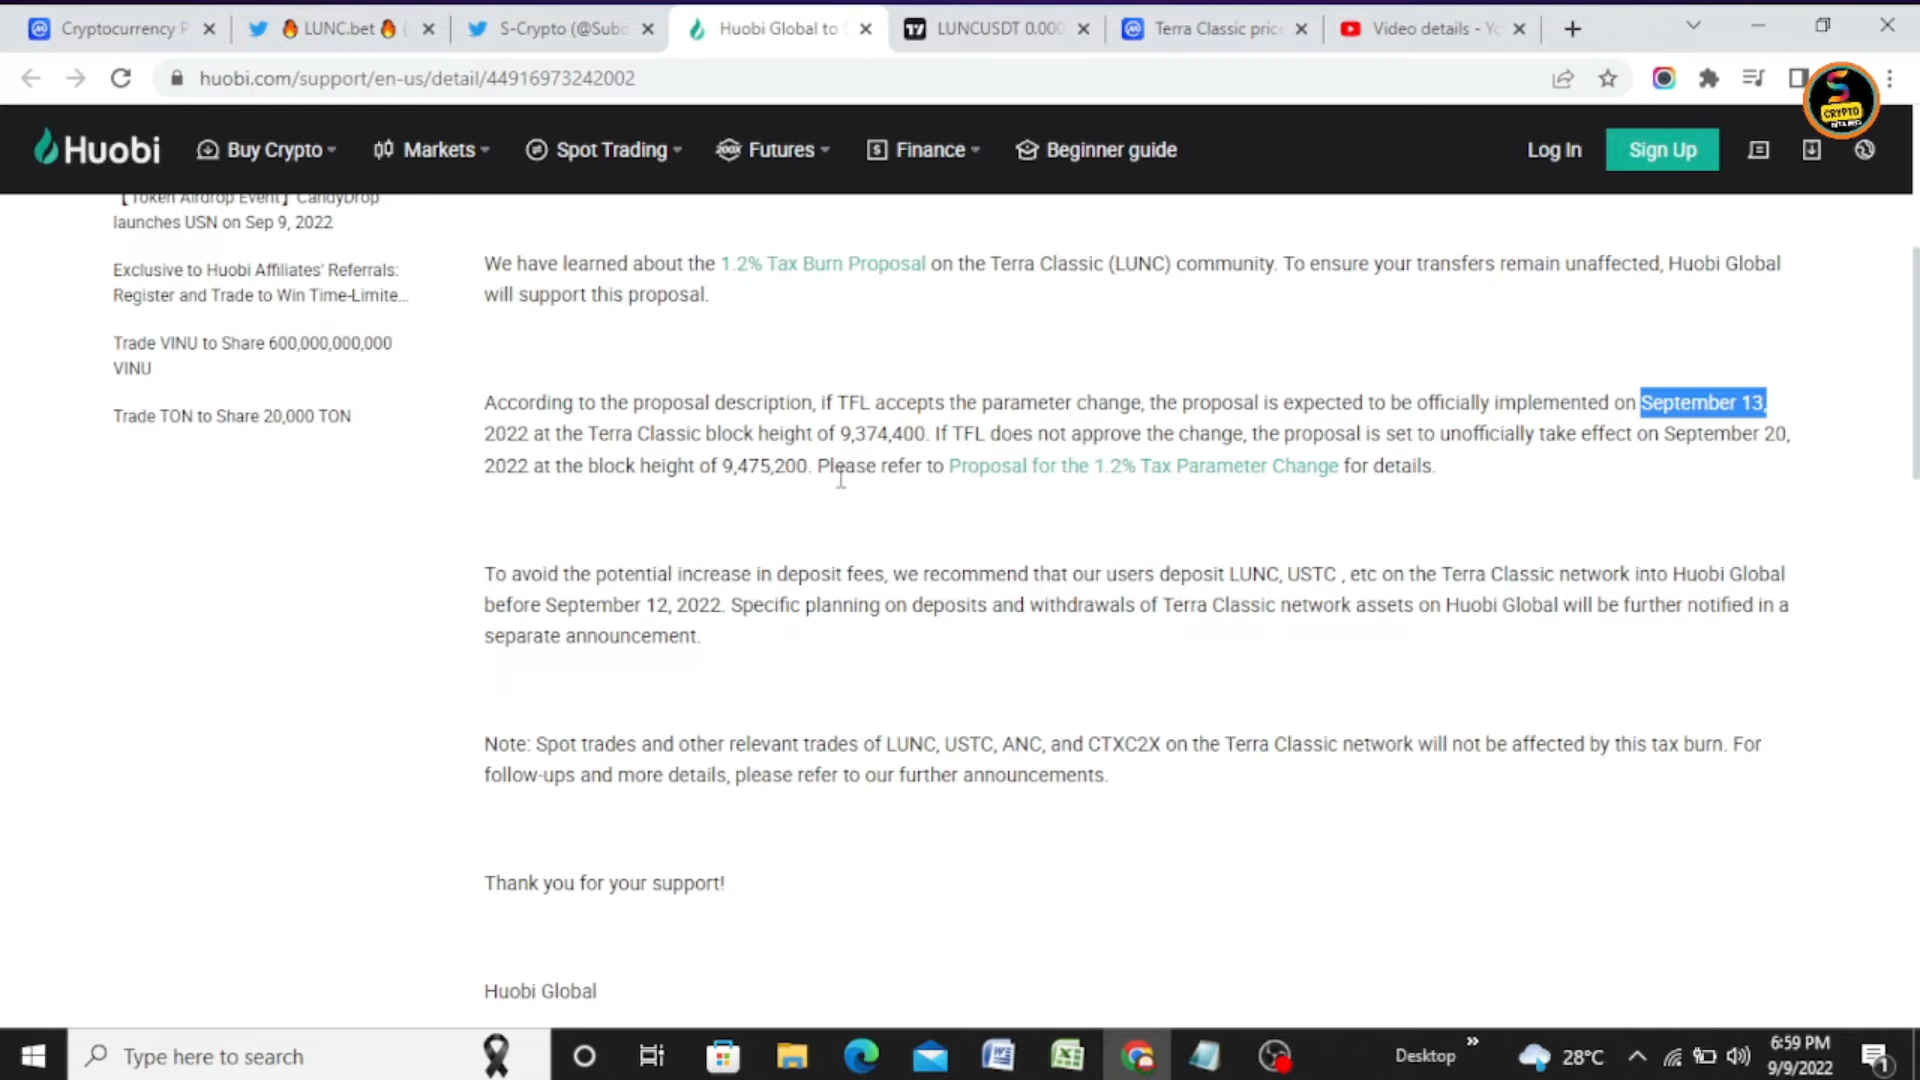 Cryptocurrency P
🔥 LUNC.bet 🔥 (
S-Crypto (@Subc
Huobi Global to S
LUNCUSDT 0.000
Terra Classic price
Video details - Yo
huobi.com/support/en-us/detail/44916973242002
S CRYPTO
Huobi
Buy Crypto
Markets
Spot Trading
Futures
Finance
Beginner guide
Log In
Sign Up
【Token Airdrop Event】CandyDrop
launches USN on Sep 9, 2022
Exclusive to Huobi Affiliates' Referrals:
Register and Trade to Win Time-Limite...
Trade VINU to Share 600,000,000,000
VINU
Trade TON to Share 20,000 TON
We have learned about the 1.2% Tax Burn Proposal on the Terra Classic (LUNC) community. To ensure your transfers remain unaffected, Huobi Global
will support this proposal.
According to the proposal description, if TFL accepts the parameter change, the proposal is expected to be officially implemented on September 13,
2022 at the Terra Classic block height of 9,374,400. If TFL does not approve the change, the proposal is set to unofficially take effect on September 20,
2022 at the block height of 9,475,200. Please refer to Proposal for the 1.2% Tax Parameter Change for details.
To avoid the potential increase in deposit fees, we recommend that our users deposit LUNC, USTC , etc on the Terra Classic network into Huobi Global
before September 12, 2022. Specific planning on deposits and withdrawals of Terra Classic network assets on Huobi Global will be further notified in a
separate announcement.
Note: Spot trades and other relevant trades of LUNC, USTC, ANC, and CTXC2X on the Terra Classic network will not be affected by this tax burn. For
follow-ups and more details, please refer to our further announcements.
Thank you for your support!
Huobi Global
Type here to search
Desktop
28°C
6:59 PM
9/9/2022
1